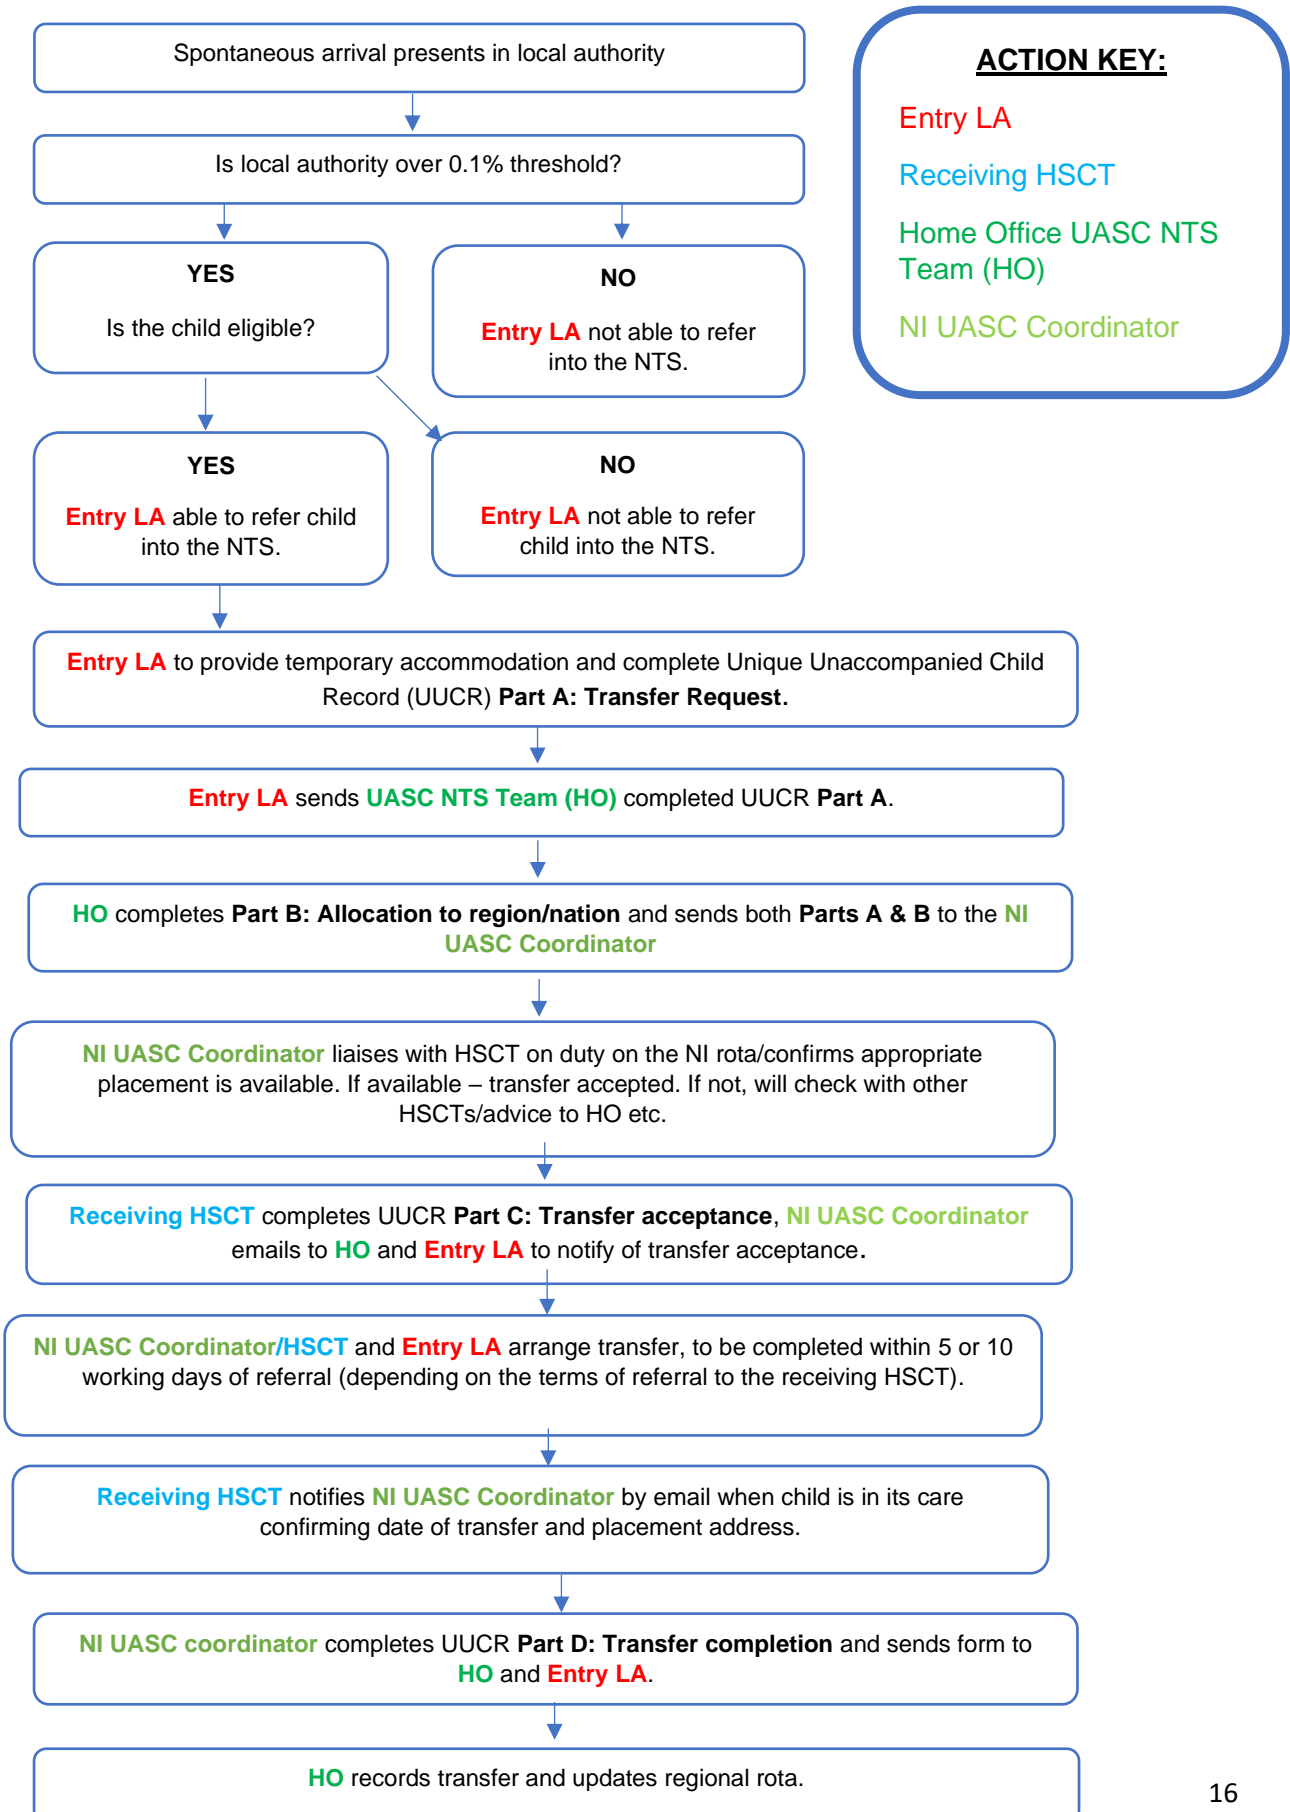 Spontaneous arrival presents in local authority
Is local authority over 0.1% threshold?
YES
Is the child eligible?
NO
Entry LA not able to refer
into the NTS.
YES
Entry LA able to refer child
into the NTS.
NO
Entry LA not able to refer
child into the NTS.
Entry LA to provide temporary accommodation and complete Unique Unaccompanied Child
Record (UUCR) Part A: Transfer Request.
Entry LA sends UASC NTS Team (HO) completed UUCR Part A.
HO completes Part B: Allocation to region/nation and sends both Parts A & B to the NI
UASC Coordinator
NI UASC Coordinator liaises with HSCT on duty on the NI rota/confirms appropriate
placement is available. If available – transfer accepted. If not, will check with other
HSCTs/advice to HO etc.
Receiving HSCT completes UUCR Part C: Transfer acceptance, NI UASC Coordinator
emails to HO and Entry LA to notify of transfer acceptance.
NI UASC Coordinator/HSCT and Entry LA arrange transfer, to be completed within 5 or 10
working days of referral (depending on the terms of referral to the receiving HSCT).
Receiving HSCT notifies NI UASC Coordinator by email when child is in its care
confirming date of transfer and placement address.
NI UASC coordinator completes UUCR Part D: Transfer completion and sends form to
HO and Entry LA.
HO records transfer and updates regional rota.
ACTION KEY:
Entry LA
Receiving HSCT
Home Office UASC NTS
Team (HO)
NI UASC Coordinator
16